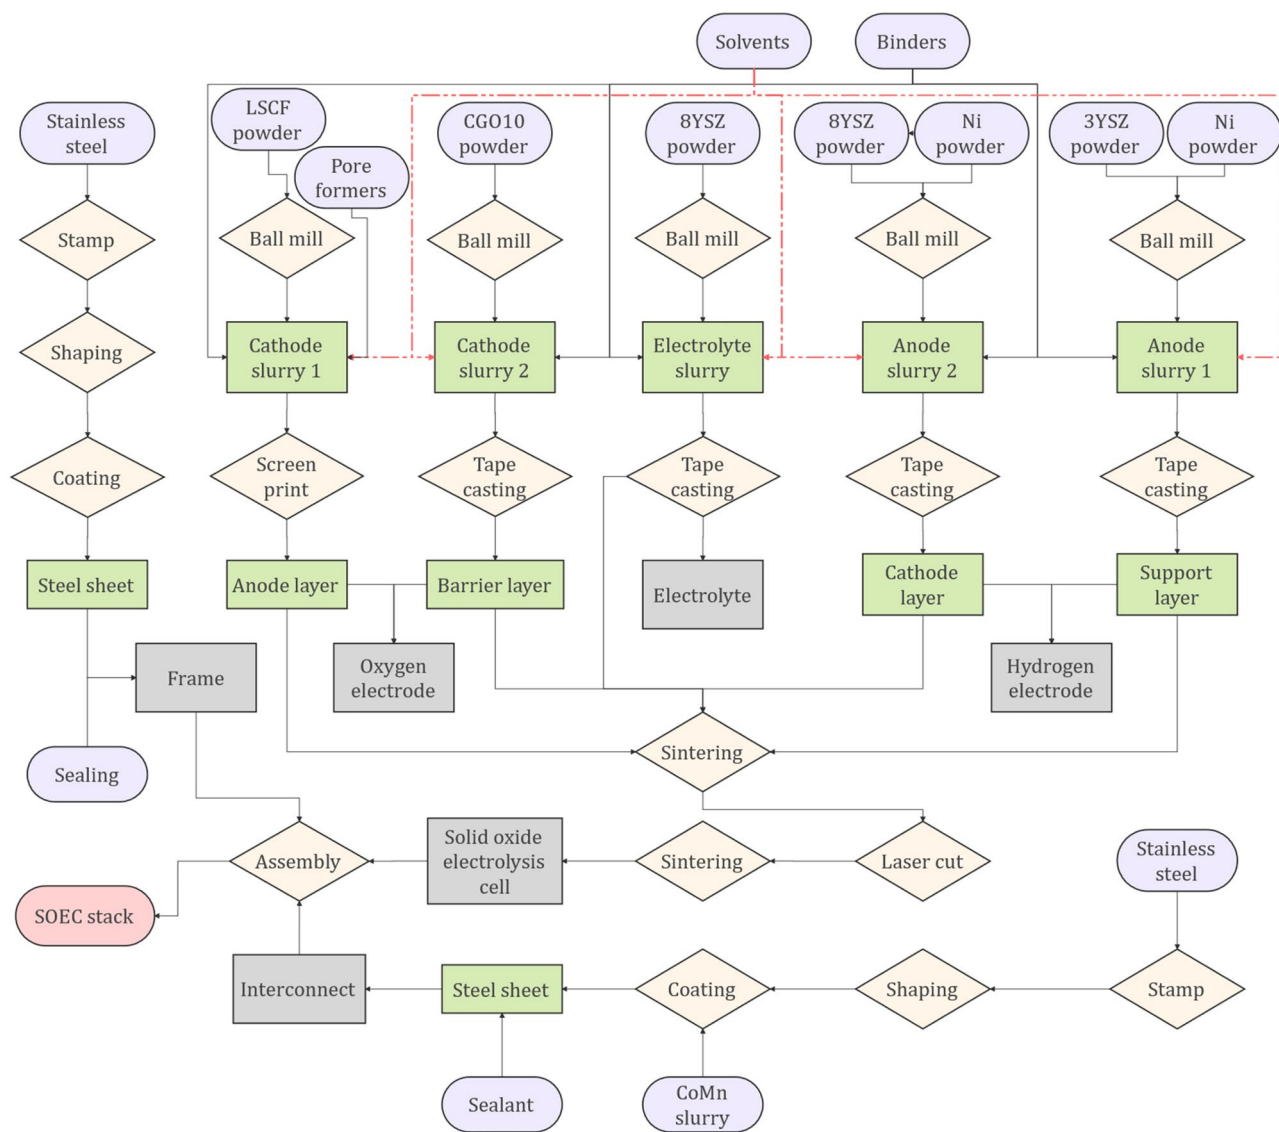 Solvents
Binders
Stainless
steel
LSCF
powder
Pore
formers
CGO10
powder
8YSZ
powder
8YSZ
powder
Ni
powder
3YSZ
powder
Ni
powder
Stamp
Ball mill
Ball mill
Ball mill
Ball mill
Ball mill
Shaping
Cathode
slurry 1
Cathode
slurry 2
Electrolyte
slurry
Anode
slurry 2
Anode
slurry 1
Coating
Screen
print
Tape
casting
Tape
casting
Tape
casting
Tape
casting
Steel sheet
Anode layer
Barrier layer
Electrolyte
Cathode
layer
Support
layer
Frame
Oxygen
electrode
Hydrogen
electrode
Sealing
Sintering
Assembly
Solid oxide
electrolysis
cell
Sintering
Laser cut
Stainless
steel
SOEC stack
Interconnect
Steel sheet
Coating
Shaping
Stamp
Sealant
CoMn
slurry